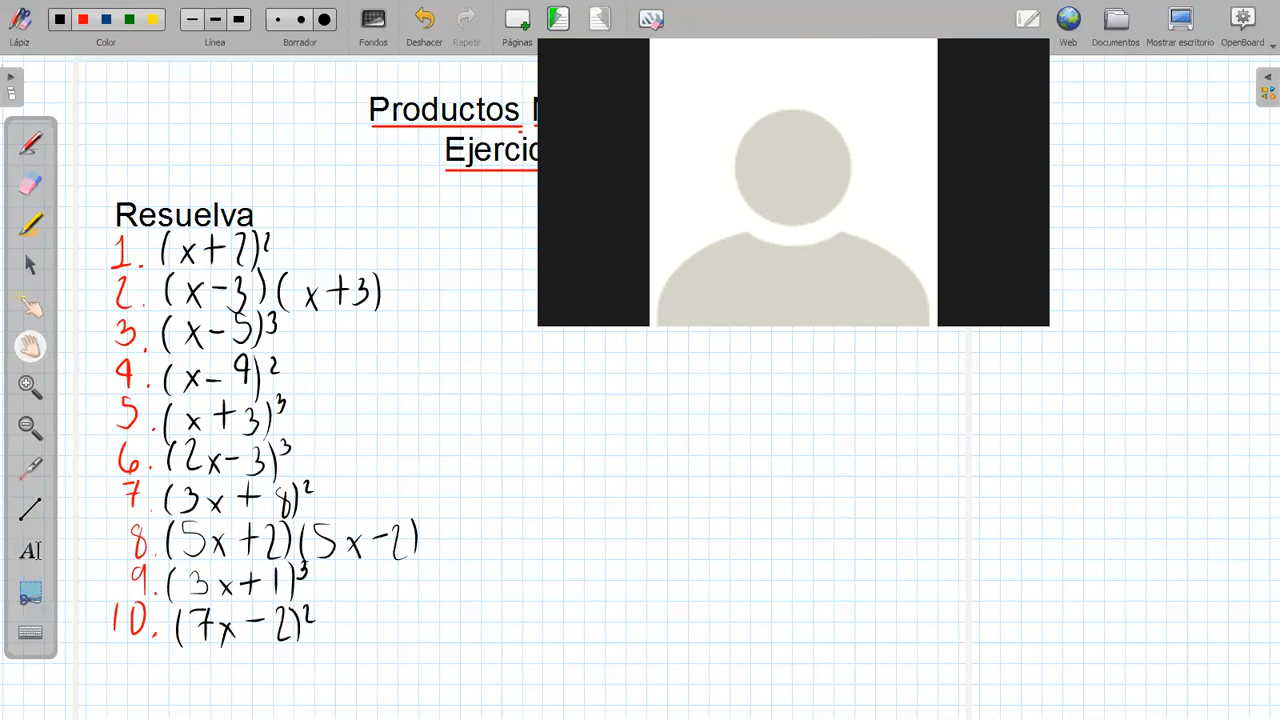 Lápiz Color Línea Borrador Fondos Deshacer Repetir Páginas Web Documentos Mostrar escritorio OpenBoard
Productos
Ejerci
Resuelva
1. (x+2)²
2. (x-3)(x+3)
3. (x-5)³
4. (x-9)²
5. (x+3)³
6. (2x-3)³
7. (3x+8)²
8. (5x+2)(5x-2)
9. (3x+1)³
10. (7x-2)²